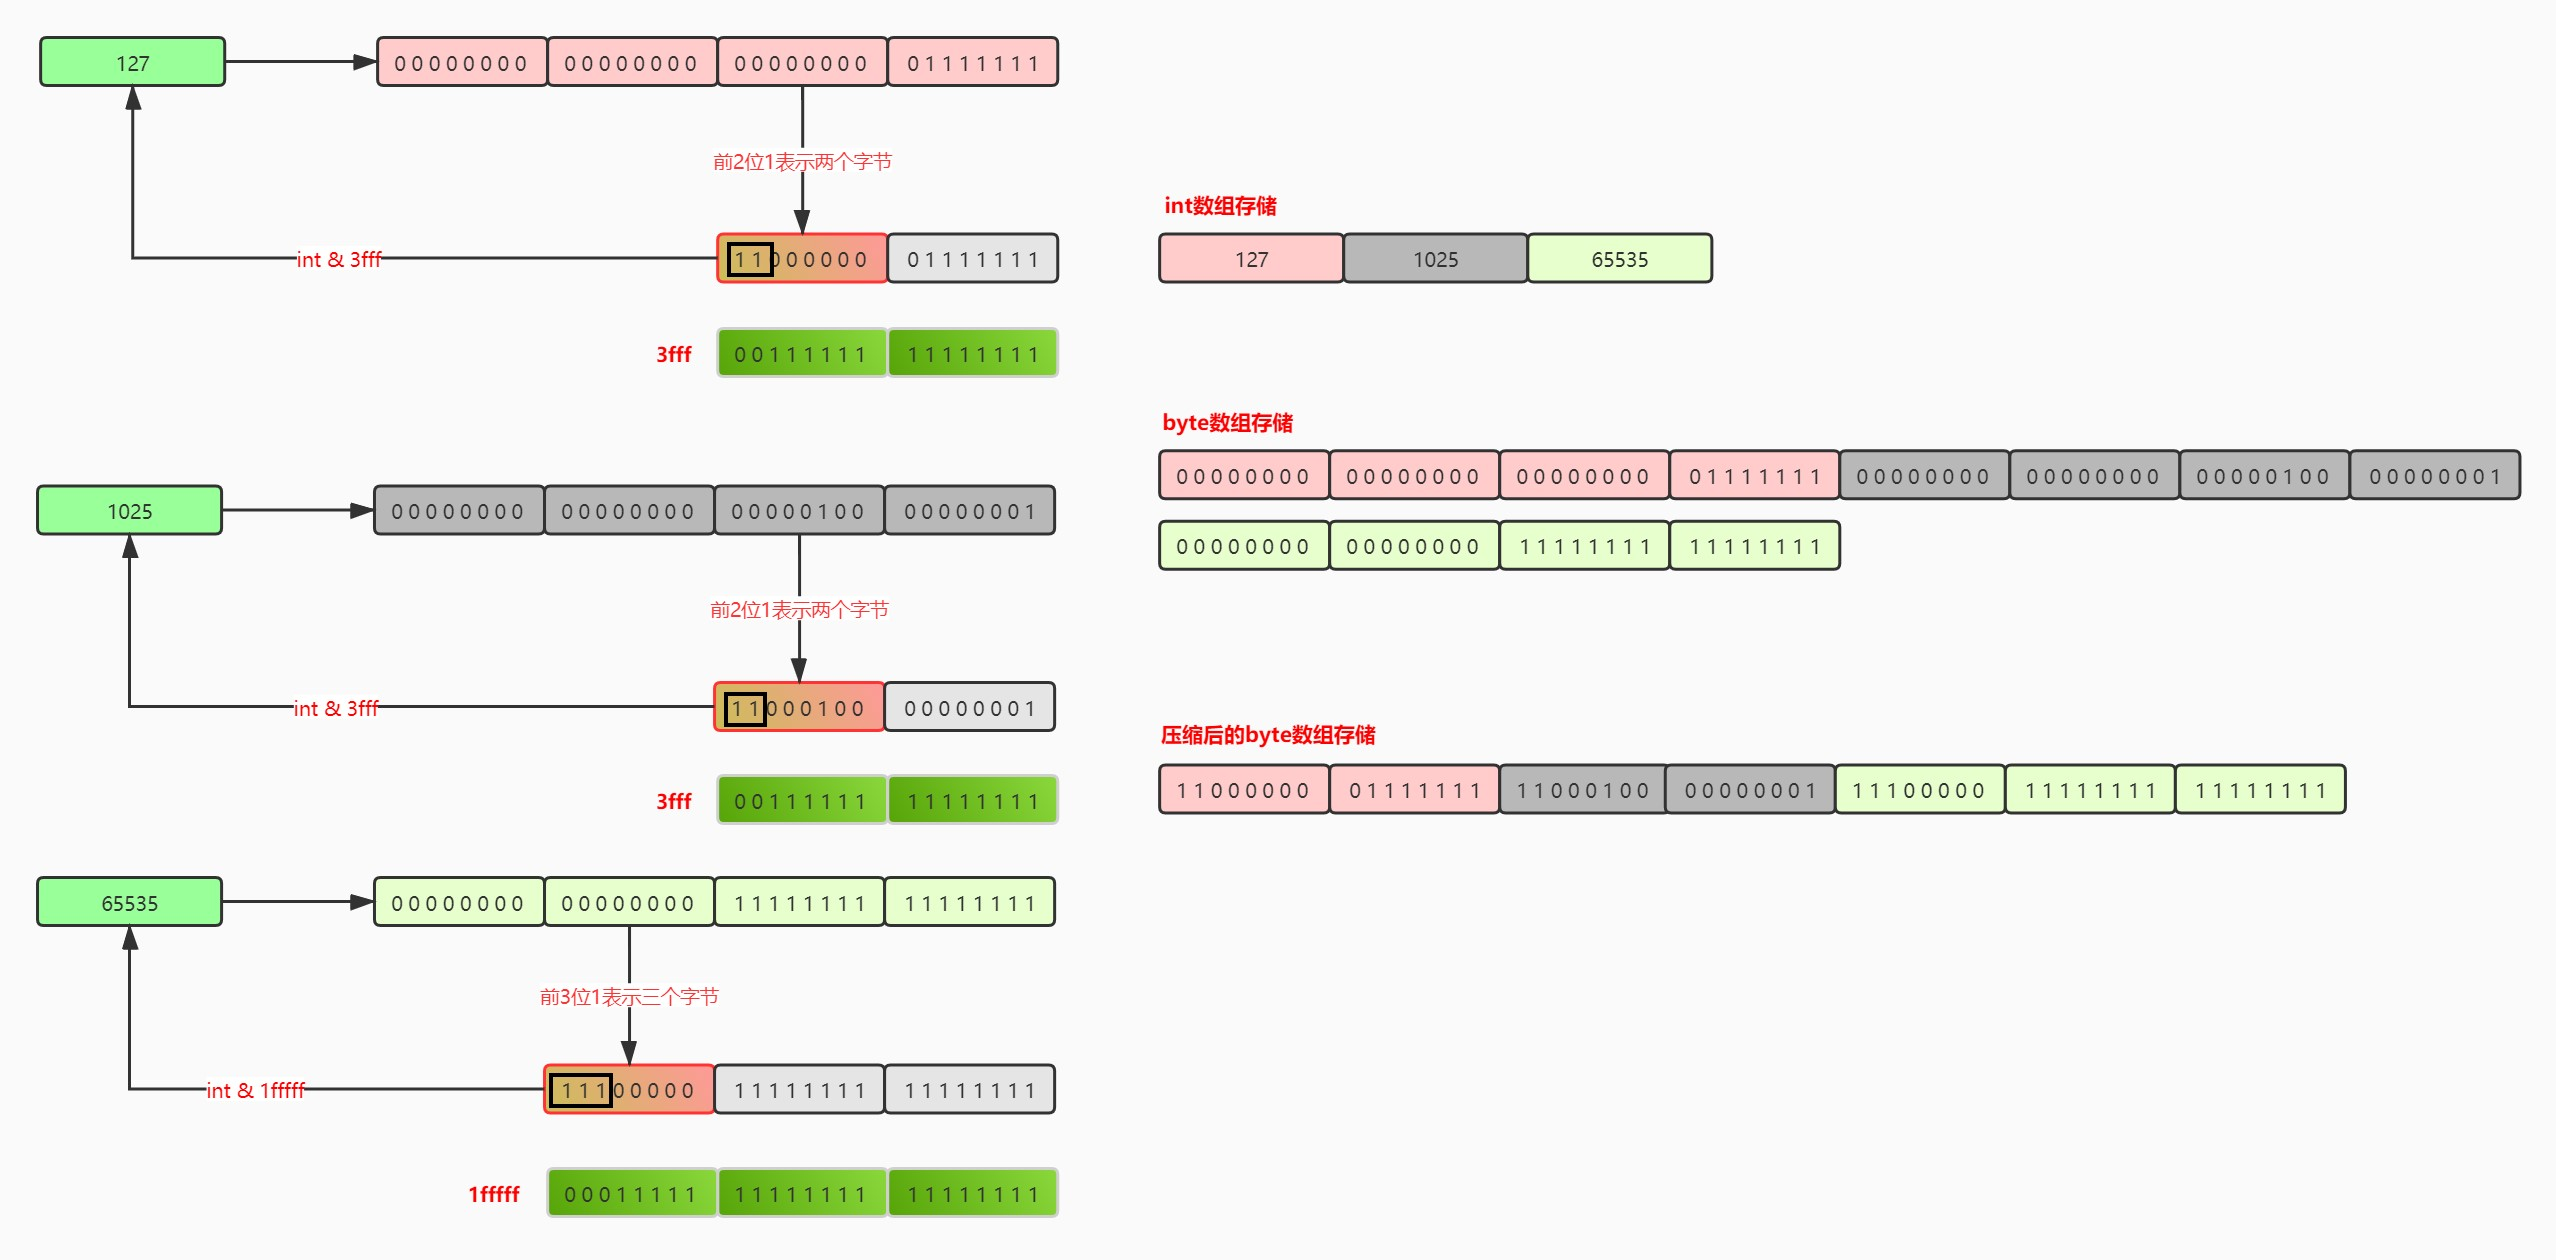 127
00000000 00000000 00000000 01111111
前2位1表示两个字节
int & 3fff
11000000 01111111
3fff
00111111 11111111
1025
00000000 00000000 00000100 00000001
前2位1表示两个字节
int & 3fff
11000100 00000001
3fff
00111111 11111111
65535
00000000 00000000 11111111 11111111
前3位1表示三个字节
int & 1fffff
11100000 11111111 11111111
1fffff
00011111 11111111 11111111
int数组存储
127 1025 65535
byte数组存储
00000000 00000000 00000000 01111111 00000000 00000000 00000100 00000001
00000000 00000000 11111111 11111111
压缩后的byte数组存储
11000000 01111111 11000100 00000001 11100000 11111111 11111111